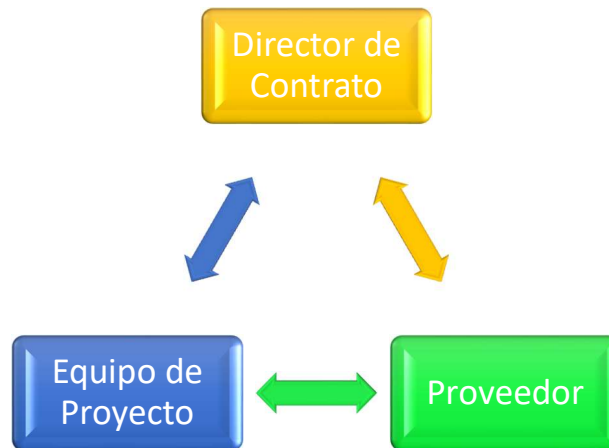 Director de
Contrato
Equipo de
Proyecto
Proveedor